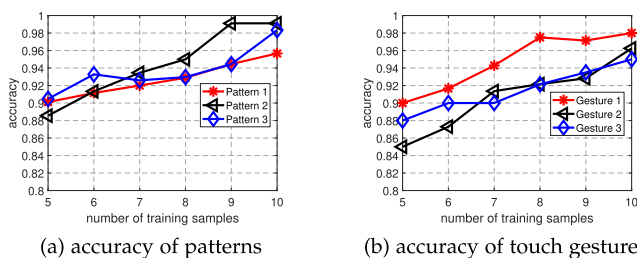 1
0.98
0.96
0.94
0.92
0.9
0.88
0.86
0.84
0.82
0.8
accuracy
Pattern 1
Pattern 2
Pattern 3
5 6 7 8 9 10
number of training samples
(a) accuracy of patterns
1
0.98
0.96
0.94
0.92
0.9
0.88
0.86
0.84
0.82
0.8
accuracy
Gesture 1
Gesture 2
Gesture 3
5 6 7 8 9 10
number of training samples
(b) accuracy of touch gesture